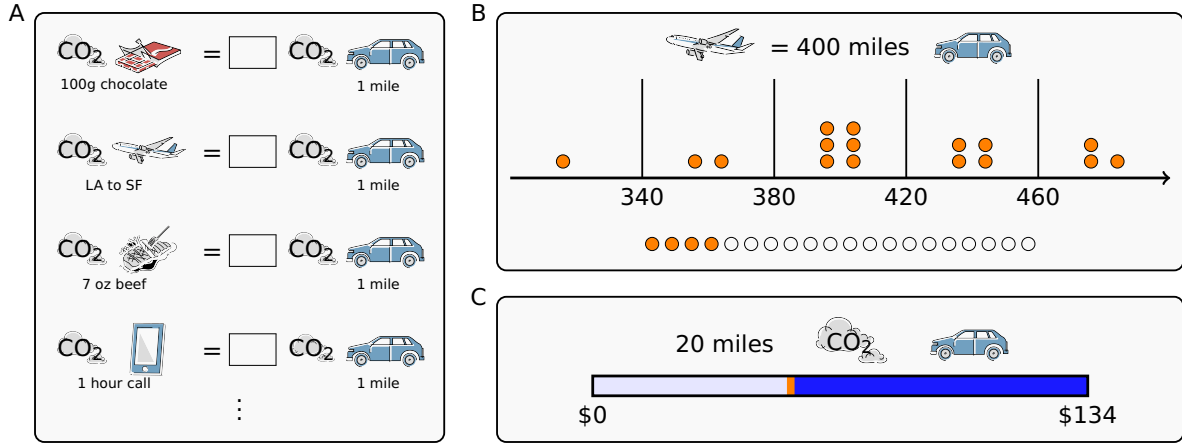 A
CO2 = CO2
100g chocolate 1 mile
CO2 = CO2
LA to SF 1 mile
CO2 = CO2
7 oz beef 1 mile
CO2 = CO2
1 hour call 1 mile
⋮
B
= 400 miles
340 380 420 460
C
20 miles CO2
$0 $134